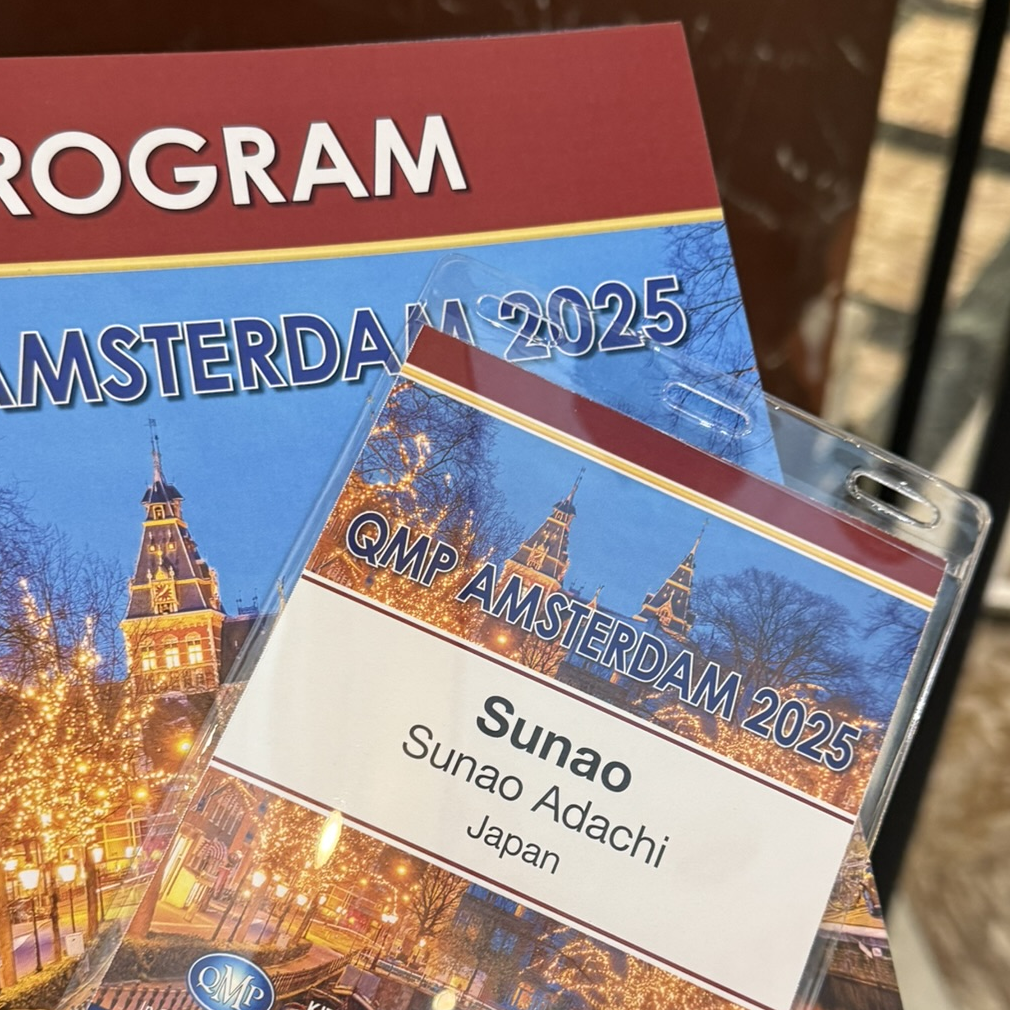 ROGRAM
AMSTERDAM 2025
QMP AMSTERDAM 2025
Sunao
Sunao Adachi
Japan
QMP